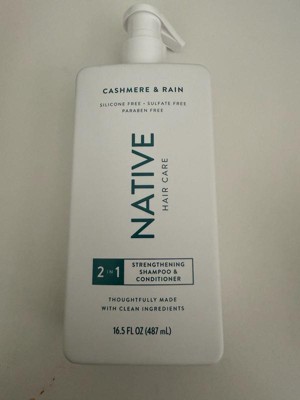 CASHMERE & RAIN
SILICONE FREE • SULFATE FREE
PARABEN FREE
NATIVE
HAIR CARE
2 IN 1
STRENGTHENING
SHAMPOO &
CONDITIONER
THOUGHTFULLY MADE
WITH CLEAN INGREDIENTS
16.5 FL OZ (487 mL)